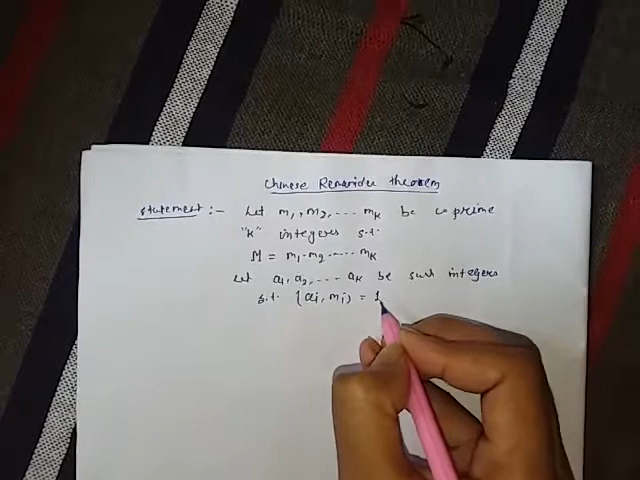 Chinese Remainder theorem
Statement :- Let m1, m2, .... mk be coprime
"k" integers s.t.
M = m1.m2.....mk
Let a1, a2, .... ak be such integers
s.t. (ai, mi) = 1